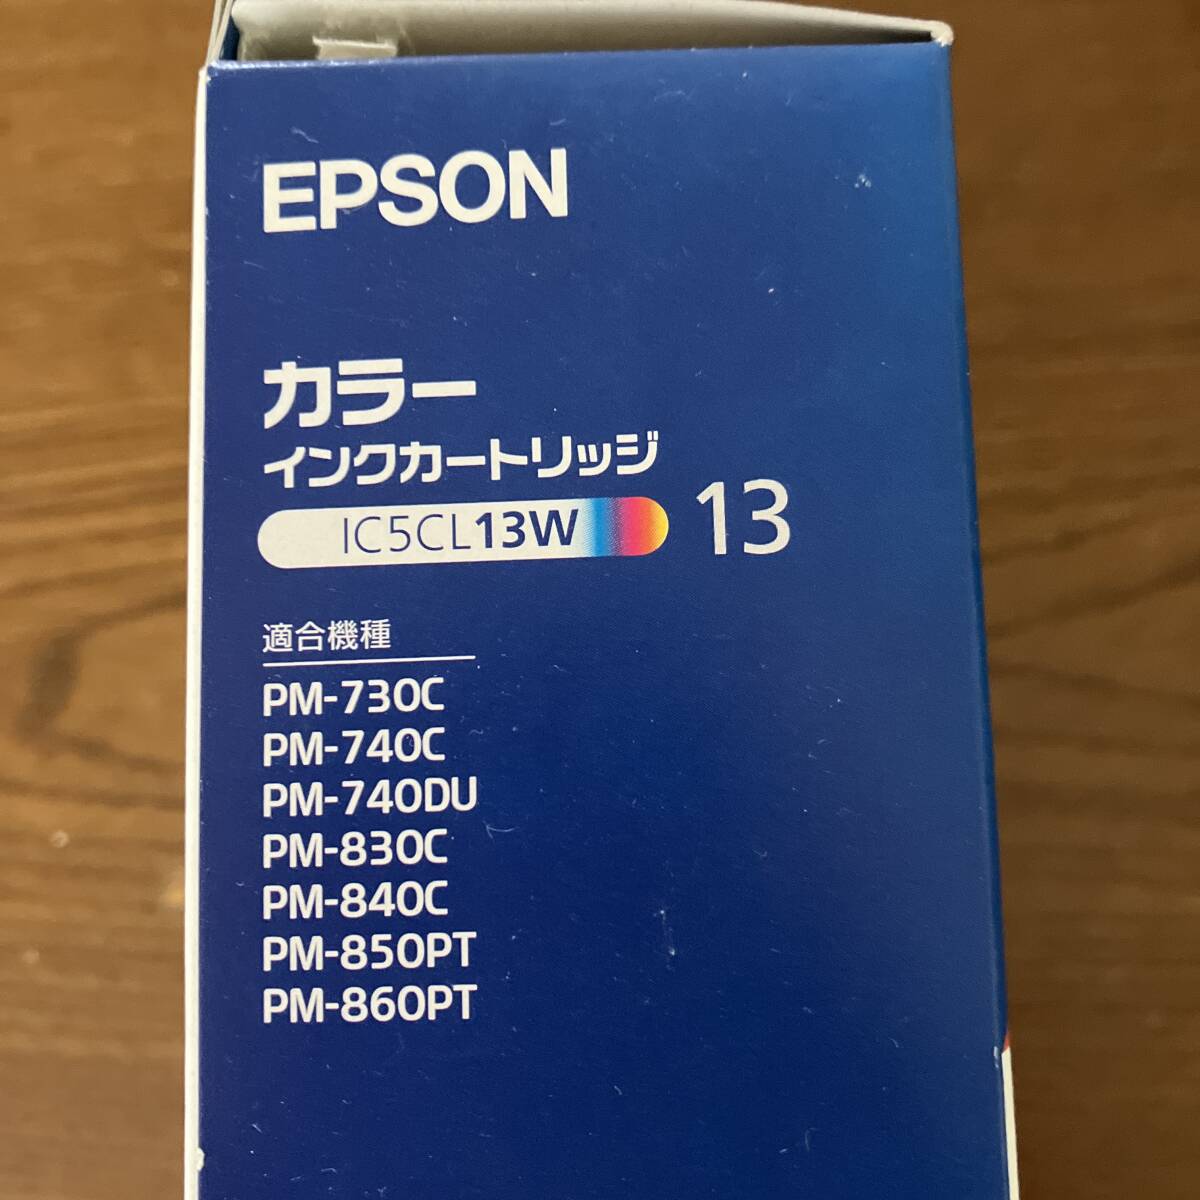 EPSON
カラー
インクカートリッジ
IC5CL13W 13
適合機種
PM-730C
PM-740C
PM-740DU
PM-830C
PM-840C
PM-850PT
PM-860PT